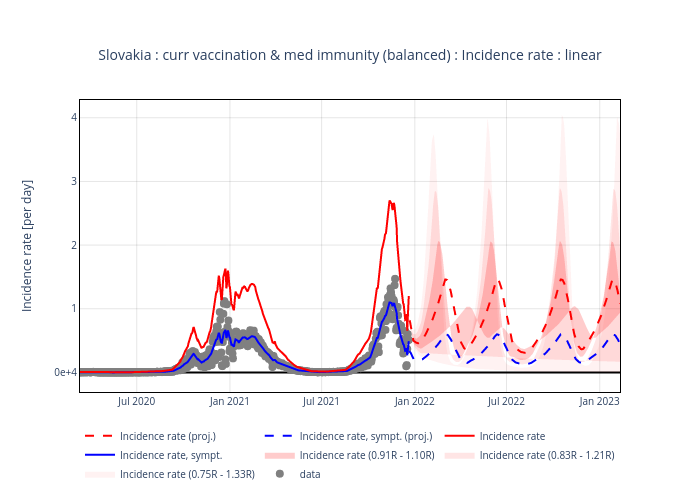 Slovakia : curr vaccination & med immunity (balanced) : Incidence rate : linear
Incidence rate [per day]
4
3
2
1
0e+4
Jul 2020
Jan 2021
Jul 2021
Jan 2022
Jul 2022
Jan 2023
Incidence rate (proj.)
Incidence rate, sympt. (proj.)
Incidence rate
Incidence rate, sympt.
Incidence rate (0.91R - 1.10R)
Incidence rate (0.83R - 1.21R)
Incidence rate (0.75R - 1.33R)
data